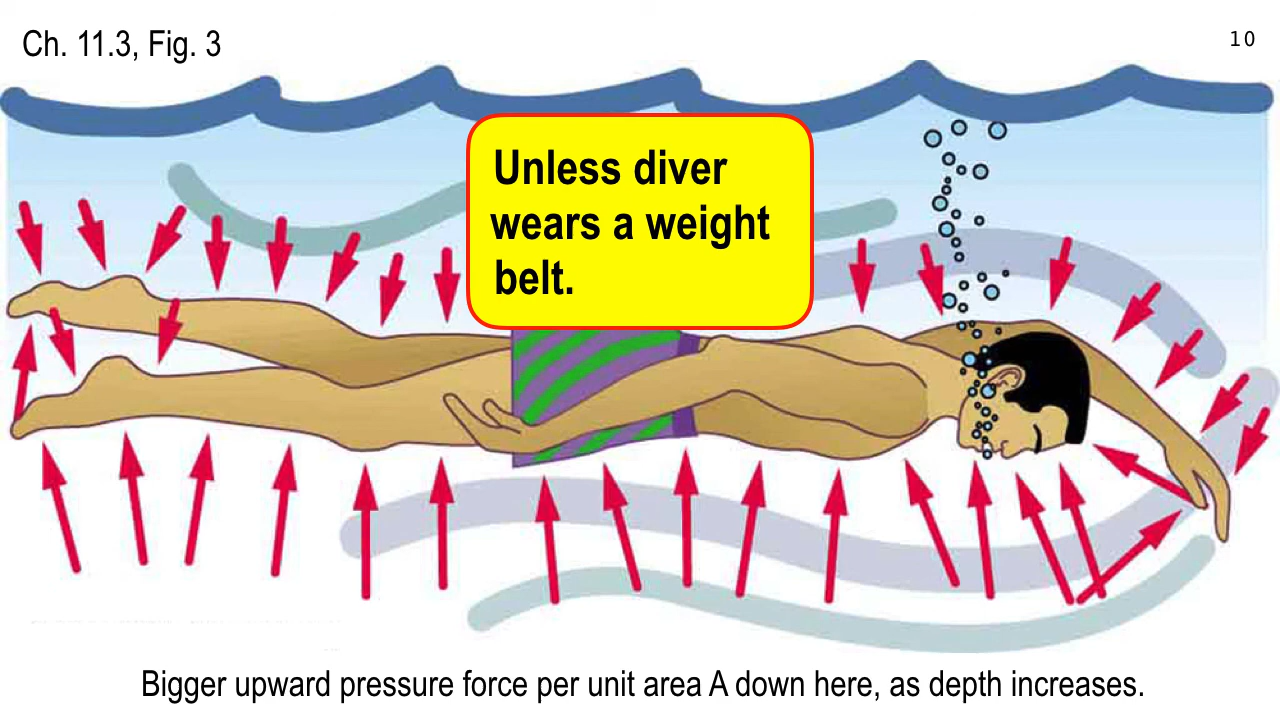 Ch. 11.3, Fig. 3
10
Unless diver
wears a weight
belt.
Bigger upward pressure force per unit area A down here, as depth increases.